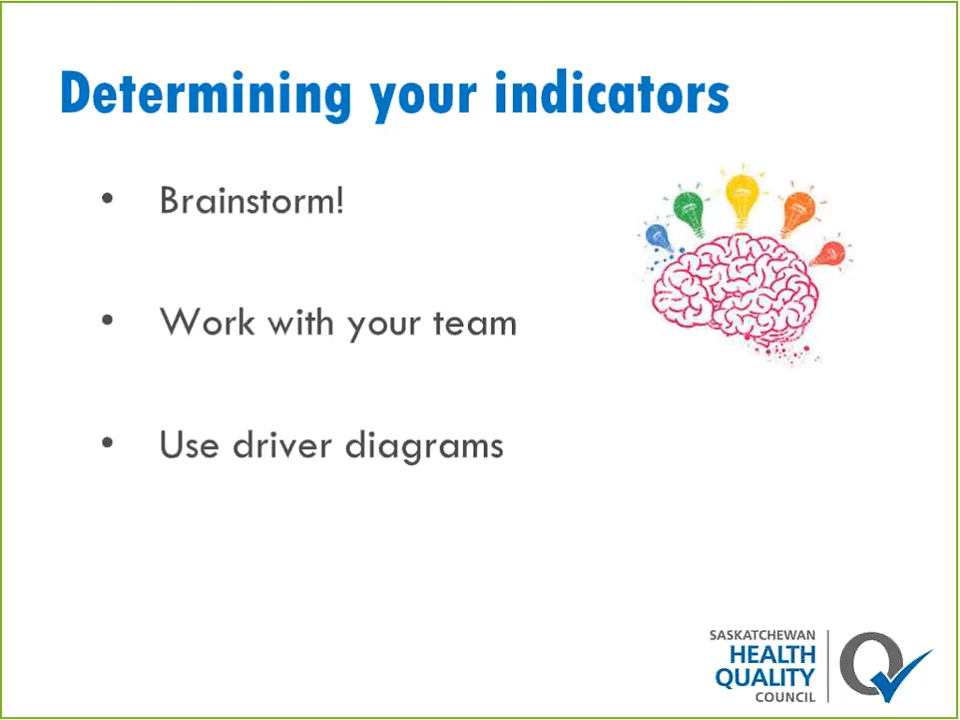 Determining your indicators
• Brainstorm!
• Work with your team
• Use driver diagrams
SASKATCHEWAN
HEALTH
QUALITY
COUNCIL
Q